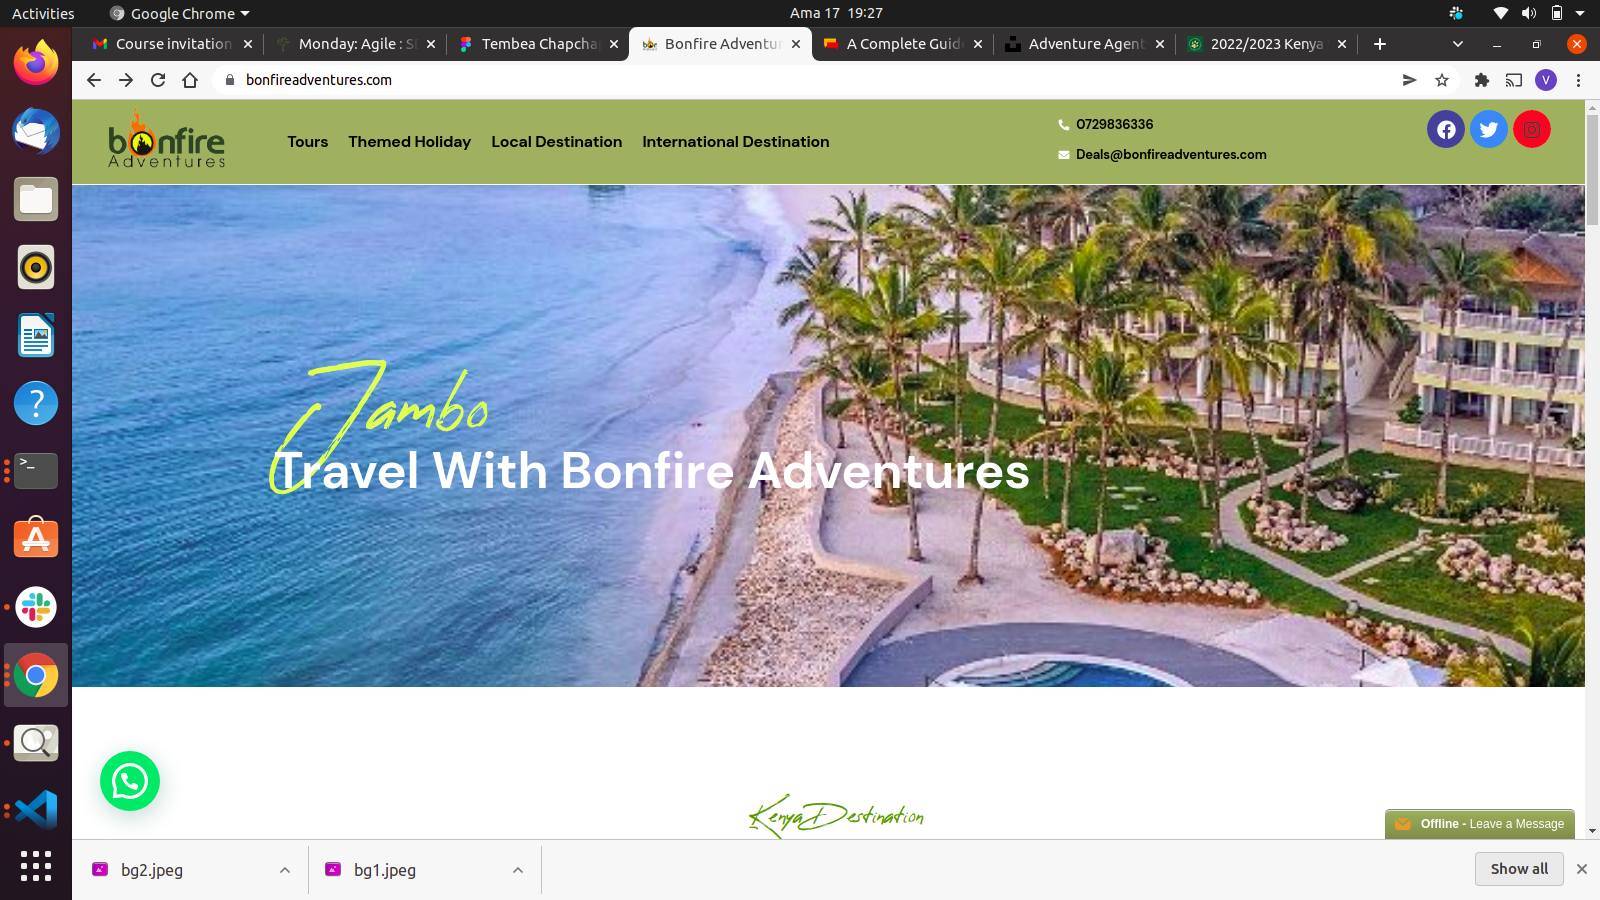 Activities
Google Chrome
Ama 17 19:27
Course invitation
Monday: Agile : S
Tembea Chapcha
Bonfire Adventur
A Complete Guid
Adventure Agent
2022/2023 Kenya
bonfireadventures.com
V
bonfire
Adventures
Tours
Themed Holiday
Local Destination
International Destination
0729836336
Deals@bonfireadventures.com
Jambo
Travel With Bonfire Adventures
Kenya Destination
Offline - Leave a Message
bg2.jpeg
bg1.jpeg
Show all